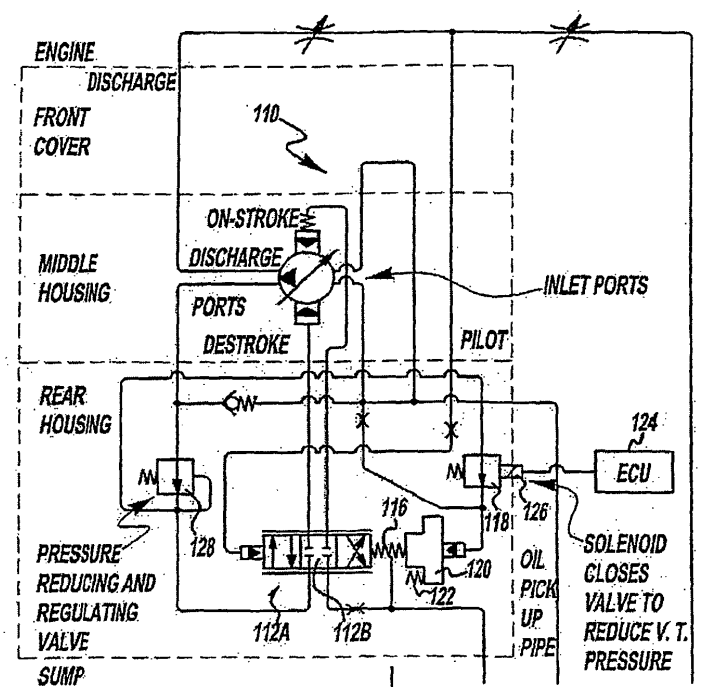 ENGINE
DISCHARGE
FRONT
COVER
110
ON-STROKE
DISCHARGE
MIDDLE
HOUSING
PORTS
INLET PORTS
DESTROKE
PILOT
REAR
HOUSING
124
ECU
116
118
126
128
120
122
PRESSURE
REDUCING AND
REGULATING
VALVE
112A
112B
OIL
PICK
UP
PIPE
SOLENOID
CLOSES
VALVE TO
REDUCE V. T.
PRESSURE
SUMP